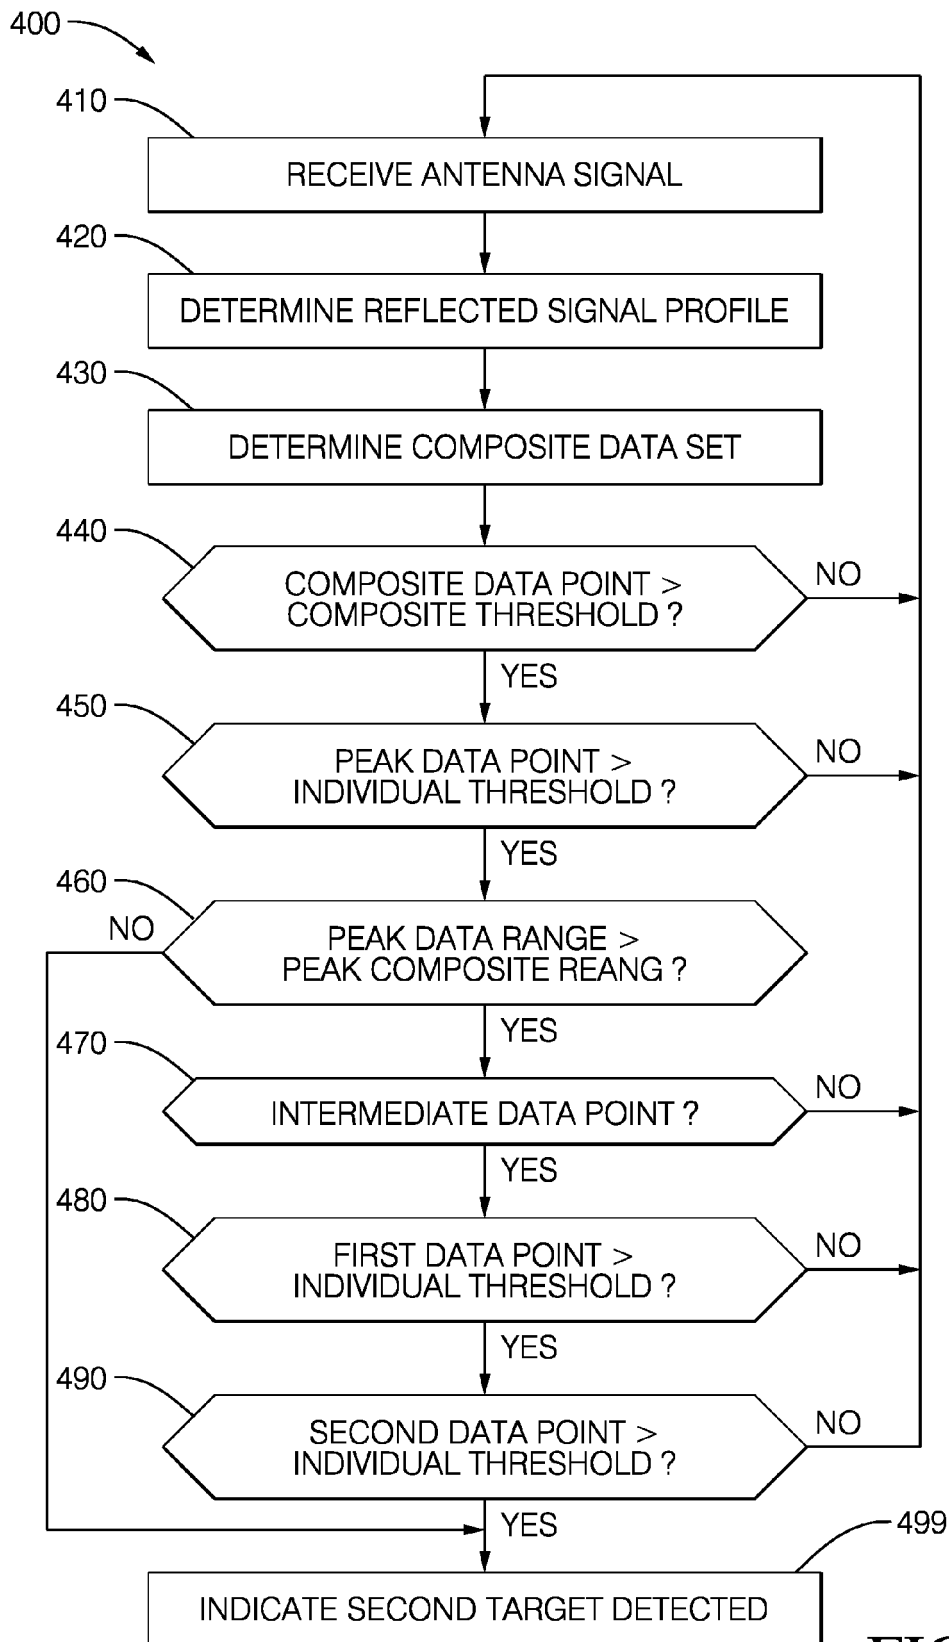 400
410
RECEIVE ANTENNA SIGNAL
420
DETERMINE REFLECTED SIGNAL PROFILE
430
DETERMINE COMPOSITE DATA SET
440
COMPOSITE DATA POINT >
COMPOSITE THRESHOLD ?
NO
YES
450
PEAK DATA POINT >
INDIVIDUAL THRESHOLD ?
NO
YES
460
NO
PEAK DATA RANGE >
PEAK COMPOSITE REANG ?
YES
470
INTERMEDIATE DATA POINT ?
NO
YES
480
FIRST DATA POINT >
INDIVIDUAL THRESHOLD ?
NO
YES
490
SECOND DATA POINT >
INDIVIDUAL THRESHOLD ?
NO
YES
499
INDICATE SECOND TARGET DETECTED